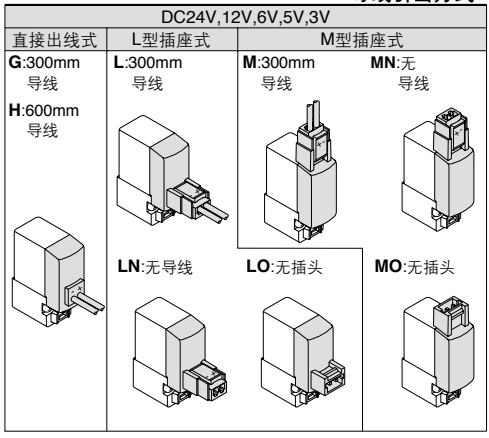 DC24V,12V,6V,5V,3V
直接出线式
L型插座式
M型插座式
G:300mm
导线
H:600mm
导线
L:300mm
导线
M:300mm
导线
MN:无
导线
LN:无导线
LO:无插头
MO:无插头